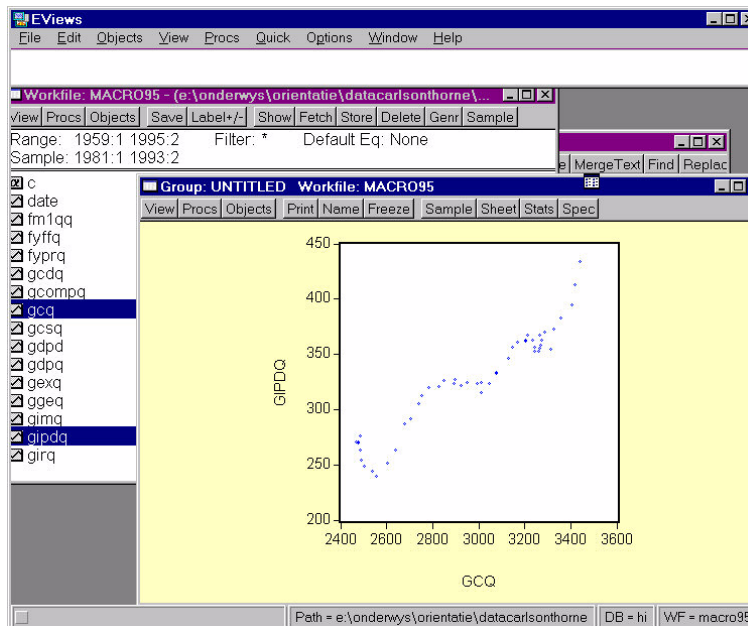 EViews
File Edit Objects View Procs Quick Options Window Help
Workfile: MACRO95 - (e:\onderwys\orientatie\datacarlsonthorne\...
View Procs Objects Save Label+/- Show Fetch Store Delete Genr Sample
Range: 1959:1 1995:2 Filter: * Default Eq: None
Sample: 1981:1 1993:2
MergeText Find Replac
c
date
fm1qq
fyffq
fyprq
gcdq
gcompq
gcq
gcsq
gdpd
gdpq
gexq
ggeq
gimq
gipdq
girq
Group: UNTITLED Workfile: MACRO95
View Procs Objects Print Name Freeze Sample Sheet Stats Spec
450
400
350
300
250
200
GIPDQ
2400 2600 2800 3000 3200 3400 3600
GCQ
Path = e:\onderwys\orientatie\datacarlsonthorne DB = hi WF = macro95